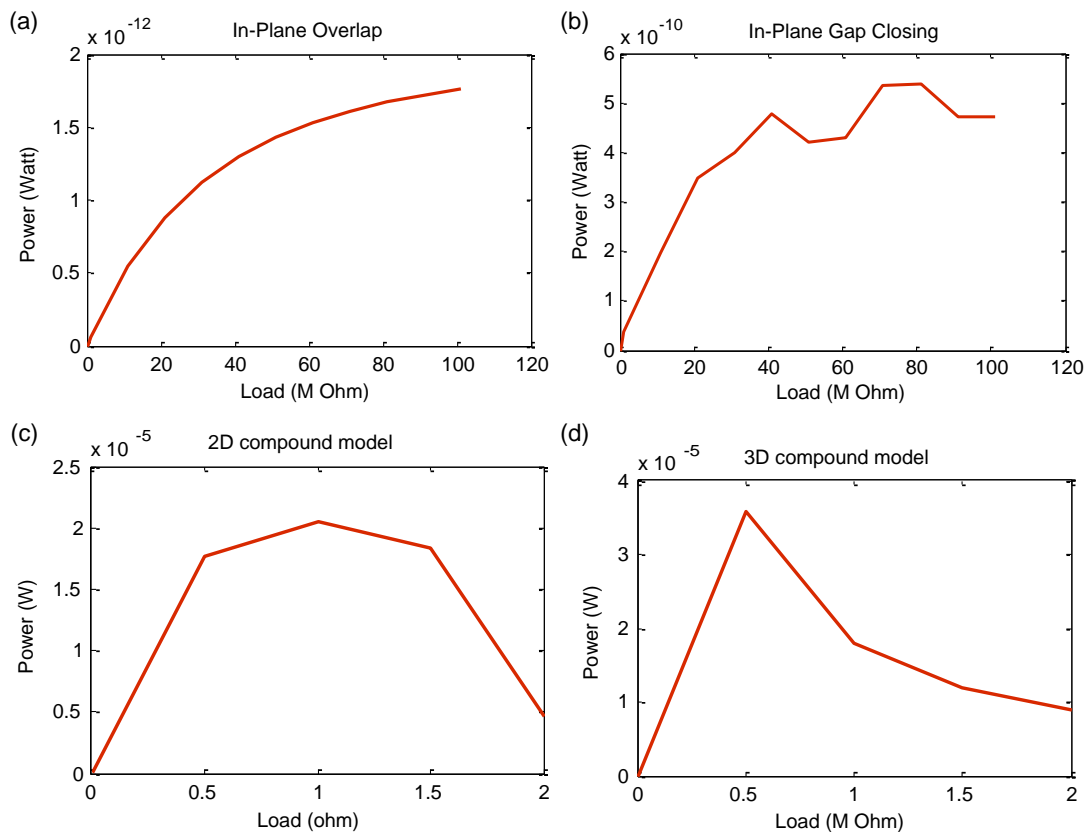 (a)
x 10 -12
In-Plane Overlap
2
1.5
1
0.5
0
Power (Watt)
0 20 40 60 80 100 120
Load (M Ohm)
(b)
x 10 -10
In-Plane Gap Closing
6
5
4
3
2
1
0
Power (Watt)
0 20 40 60 80 100 120
Load (M Ohm)
(c)
x 10 -5
2D compound model
2.5
2
1.5
1
0.5
0
Power (W)
0 0.5 1 1.5 2
Load (ohm)
(d)
x 10 -5
3D compound model
4
3
2
1
0
Power (W)
0 0.5 1 1.5 2
Load (M Ohm)